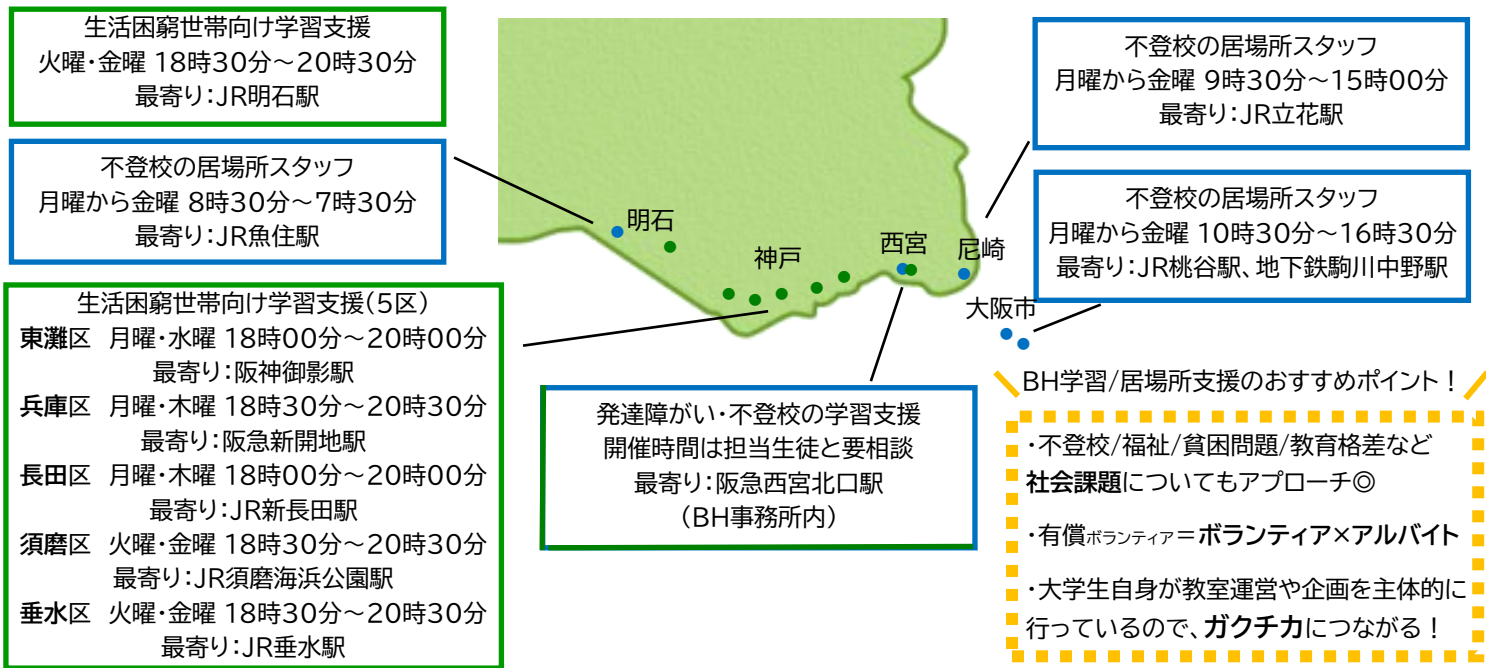 生活困窮世帯向け学習支援
火曜・金曜 18時30分～20時30分
最寄り：JR明石駅
不登校の居場所スタッフ
月曜から金曜 8時30分～7時30分
最寄り：JR魚住駅
生活困窮世帯向け学習支援(5区)
東灘区 月曜・水曜 18時00分～20時00分
最寄り：阪神御影駅
兵庫区 月曜・木曜 18時30分～20時30分
最寄り：阪急新開地駅
長田区 月曜・木曜 18時00分～20時00分
最寄り：JR新長田駅
須磨区 火曜・金曜 18時30分～20時30分
最寄り：JR須磨海浜公園駅
垂水区 火曜・金曜 18時30分～20時30分
最寄り：JR垂水駅
明石
神戸
西宮
尼崎
大阪市
発達障がい・不登校の学習支援
開催時間は担当生徒と要相談
最寄り：阪急西宮北口駅
（BH事務所内）
不登校の居場所スタッフ
月曜から金曜 9時30分～15時00分
最寄り：JR立花駅
不登校の居場所スタッフ
月曜から金曜 10時30分～16時30分
最寄り：JR桃谷駅、地下鉄駒川中野駅
BH学習/居場所支援のおすすめポイント！
・不登校/福祉/貧困問題/教育格差など
社会課題についてもアプローチ◎
・有償ボランティア＝ボランティア×アルバイト
・大学生自身が教室運営や企画を主体的に
行っているので、ガクチカにつながる！